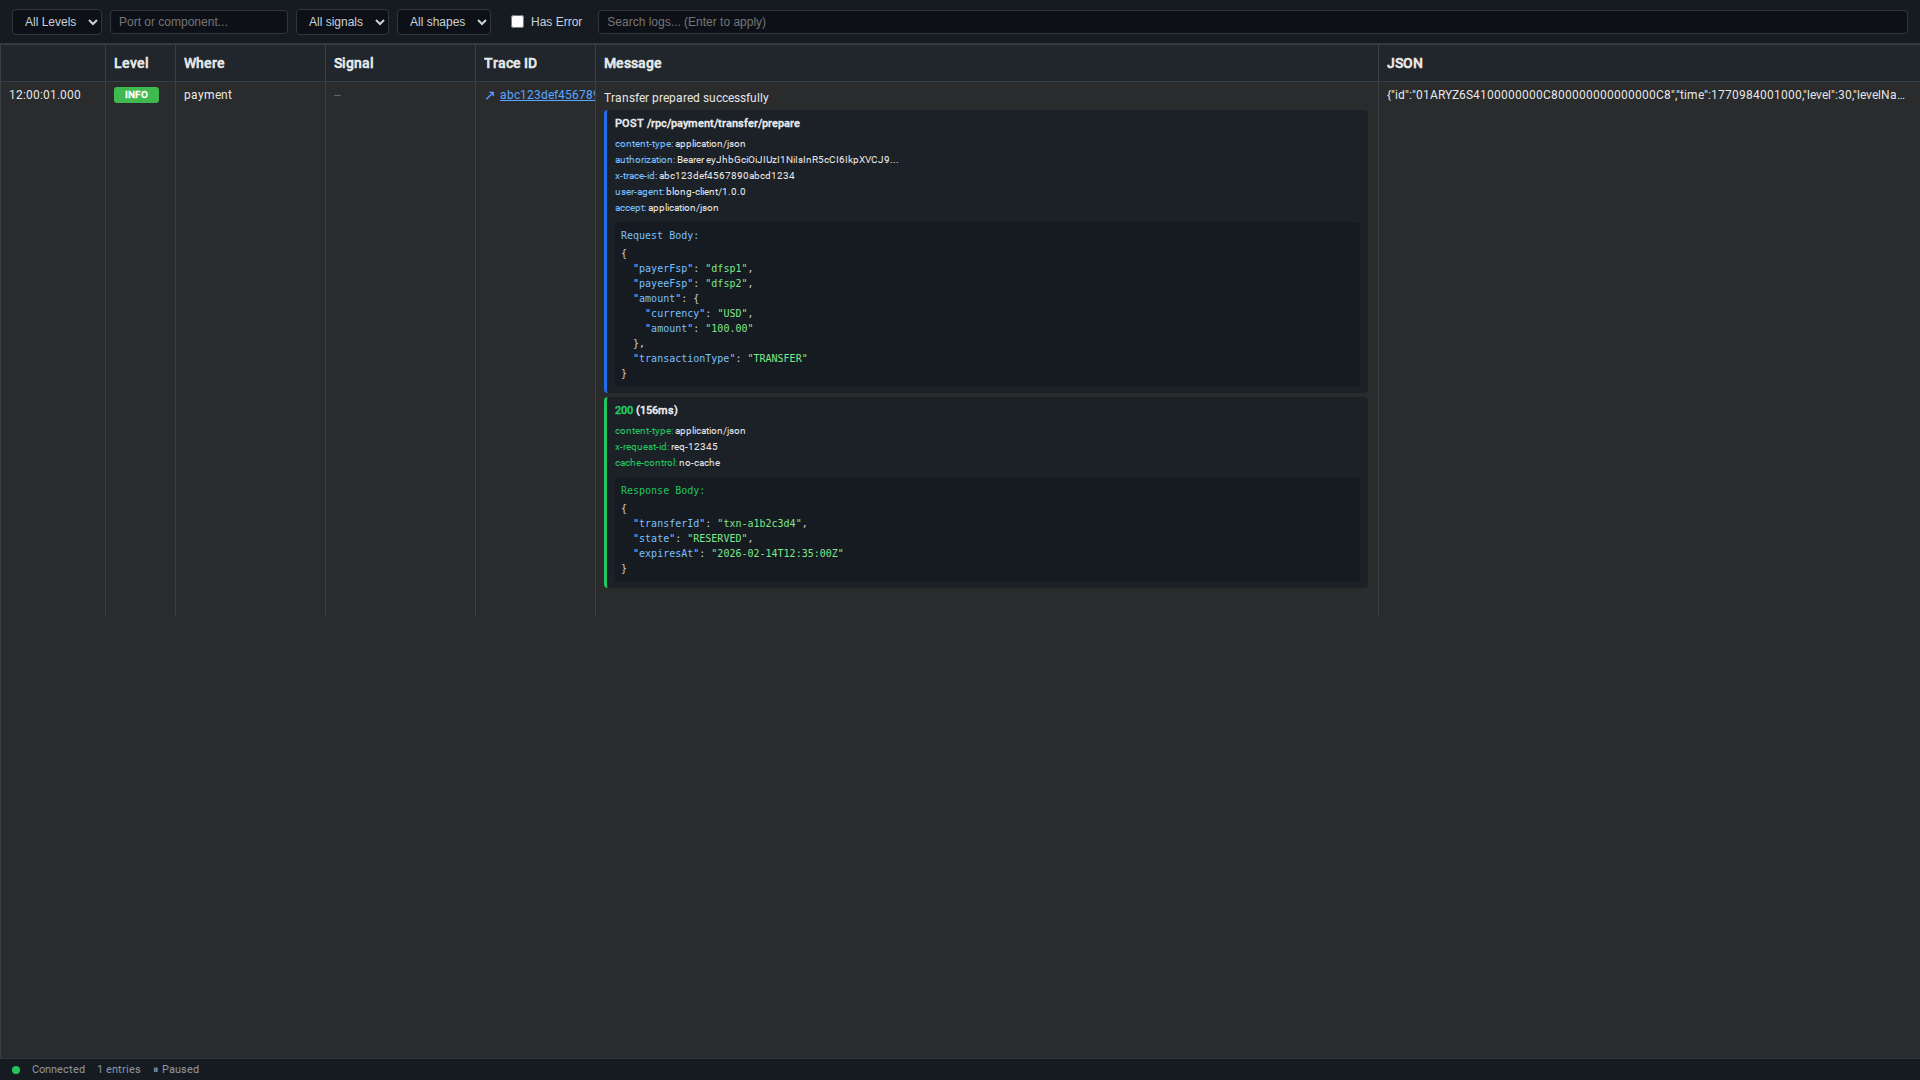 All Levels Port or component... All signals All shapes Has Error Search logs... (Enter to apply)
Level Where Signal Trace ID Message JSON
12:00:01.000 INFO payment – ↗ abc123def45678 Transfer prepared successfully {"id":"01ARYZ6S4100000000C800000000000000C8","time":1770984001000,"level":30,"levelNa...
POST /rpc/payment/transfer/prepare
content-type: application/json
authorization: Bearer eyJhbGciOiJIUzI1NiIsInR5cCI6IkpXVCJ9...
x-trace-id: abc123def4567890abcd1234
user-agent: blong-client/1.0.0
accept: application/json
Request Body:
{
"payerFsp": "dfsp1",
"payeeFsp": "dfsp2",
"amount": {
"currency": "USD",
"amount": "100.00"
},
"transactionType": "TRANSFER"
}
200 (156ms)
content-type: application/json
x-request-id: req-12345
cache-control: no-cache
Response Body:
{
"transferId": "txn-a1b2c3d4",
"state": "RESERVED",
"expiresAt": "2026-02-14T12:35:00Z"
}
Connected 1 entries Paused